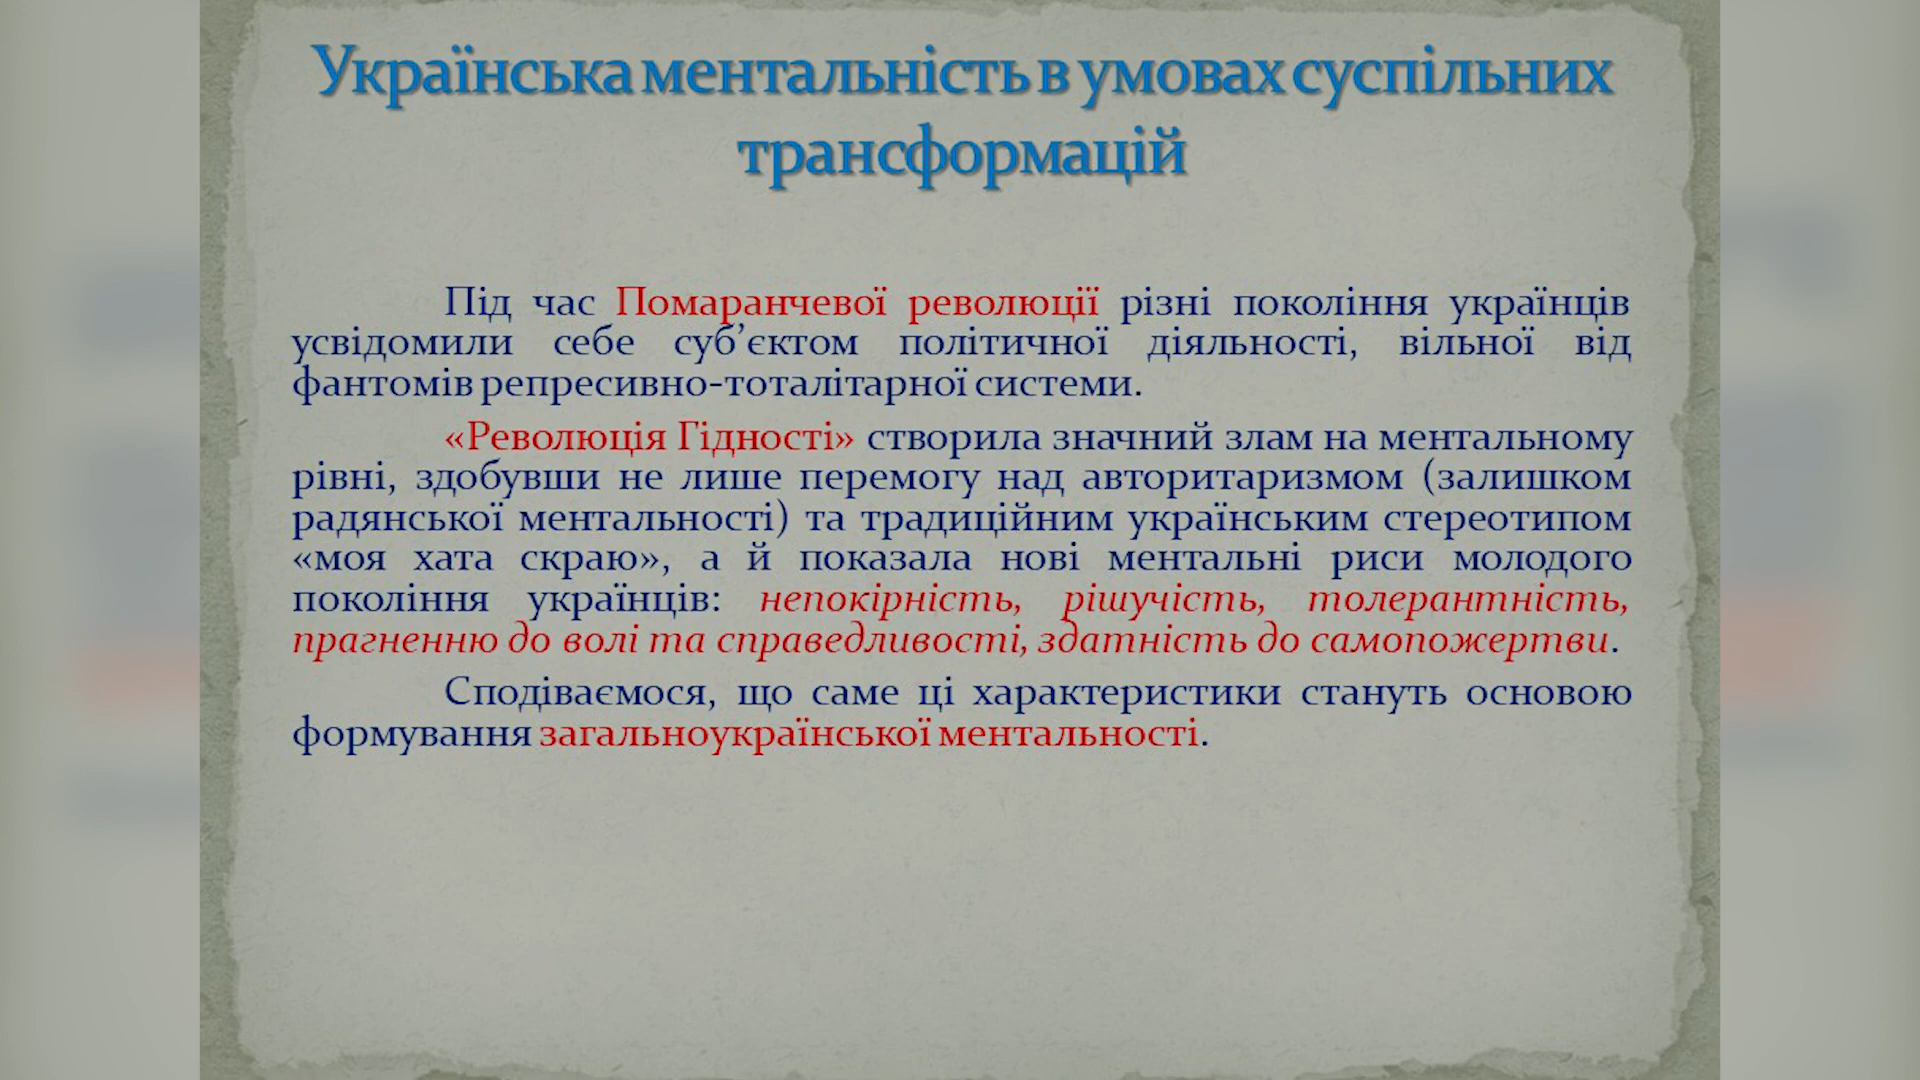 Українська ментальність в умовах суспільних
трансформацій
Під час Помаранчевої революції різні покоління українців
усвідомили себе суб’єктом політичної діяльності, вільної від
фантомів репресивно-тоталітарної системи.
«Революція Гідності» створила значний злам на ментальному
рівні, здобувши не лише перемогу над авторитаризмом (залишком
радянської ментальності) та традиційним українським стереотипом
«моя хата скраю», а й показала нові ментальні риси молодого
покоління українців: непокірність, рішучість, толерантність,
прагненню до волі та справедливості, здатність до самопожертви.
Сподіваємося, що саме ці характеристики стануть основою
формування загальноукраїнської ментальності.